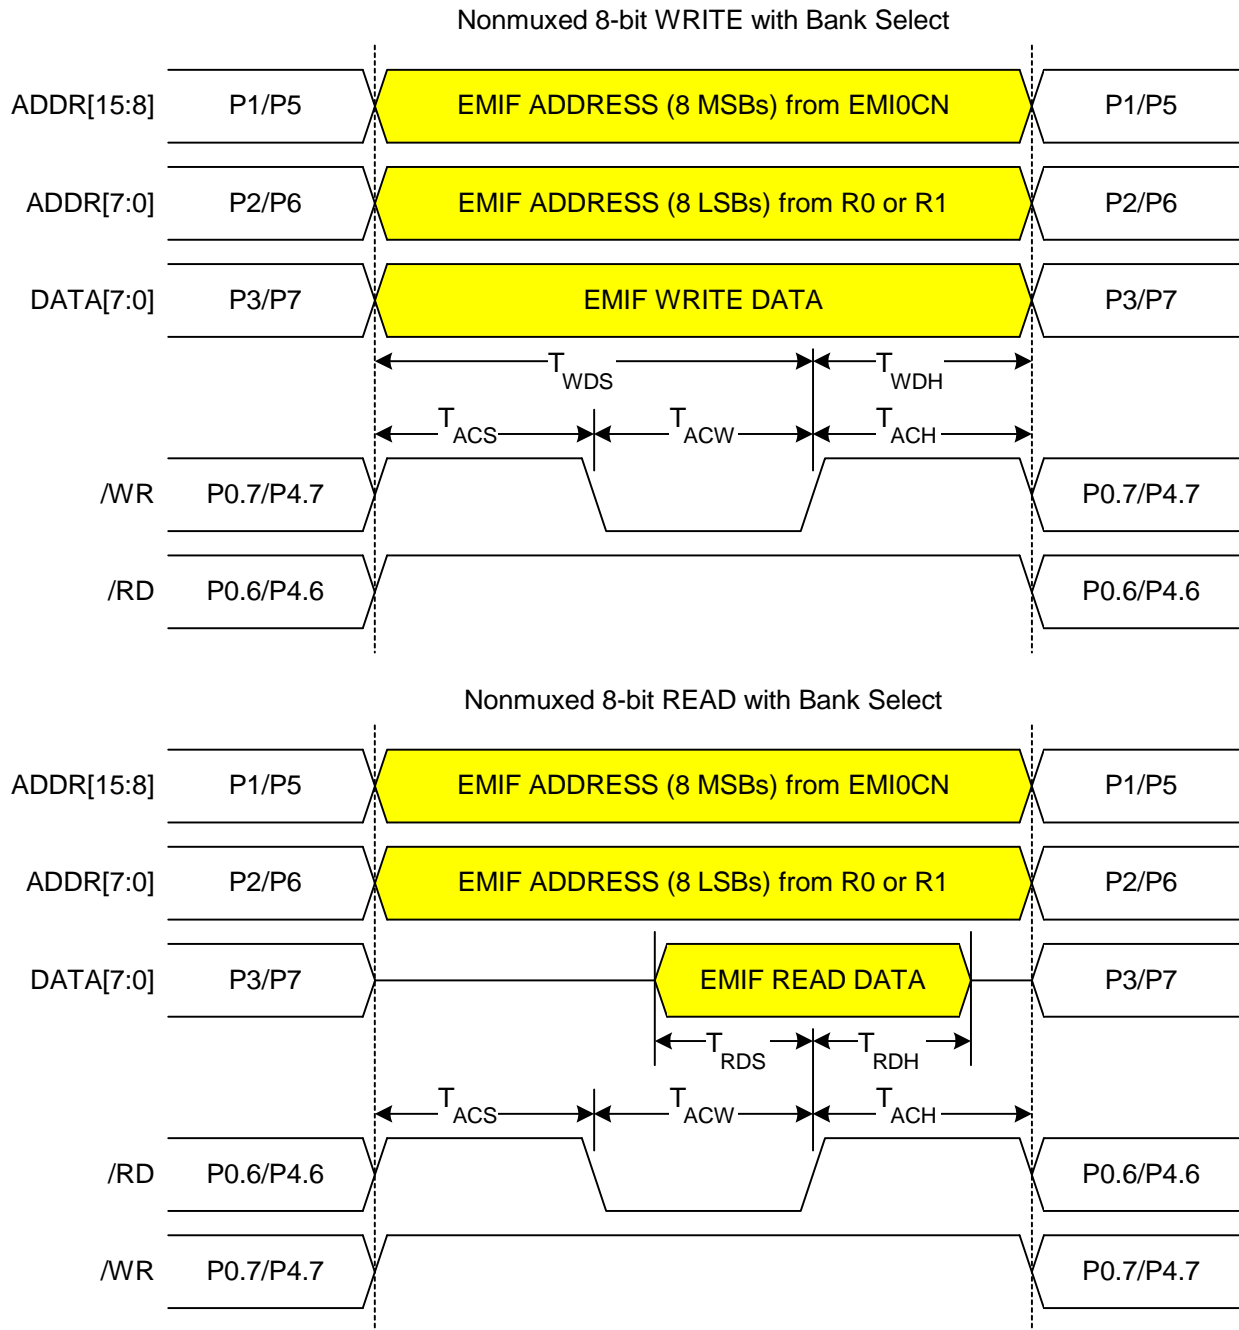 Nonmuxed 8-bit WRITE with Bank Select
ADDR[15:8] P1/P5 EMIF ADDRESS (8 MSBs) from EMI0CN P1/P5
ADDR[7:0] P2/P6 EMIF ADDRESS (8 LSBs) from R0 or R1 P2/P6
DATA[7:0] P3/P7 EMIF WRITE DATA P3/P7
TWDS TWDH
TACS TACW TACH
/WR P0.7/P4.7 P0.7/P4.7
/RD P0.6/P4.6 P0.6/P4.6
Nonmuxed 8-bit READ with Bank Select
ADDR[15:8] P1/P5 EMIF ADDRESS (8 MSBs) from EMI0CN P1/P5
ADDR[7:0] P2/P6 EMIF ADDRESS (8 LSBs) from R0 or R1 P2/P6
DATA[7:0] P3/P7 EMIF READ DATA P3/P7
TRDS TRDH
TACS TACW TACH
/RD P0.6/P4.6 P0.6/P4.6
/WR P0.7/P4.7 P0.7/P4.7